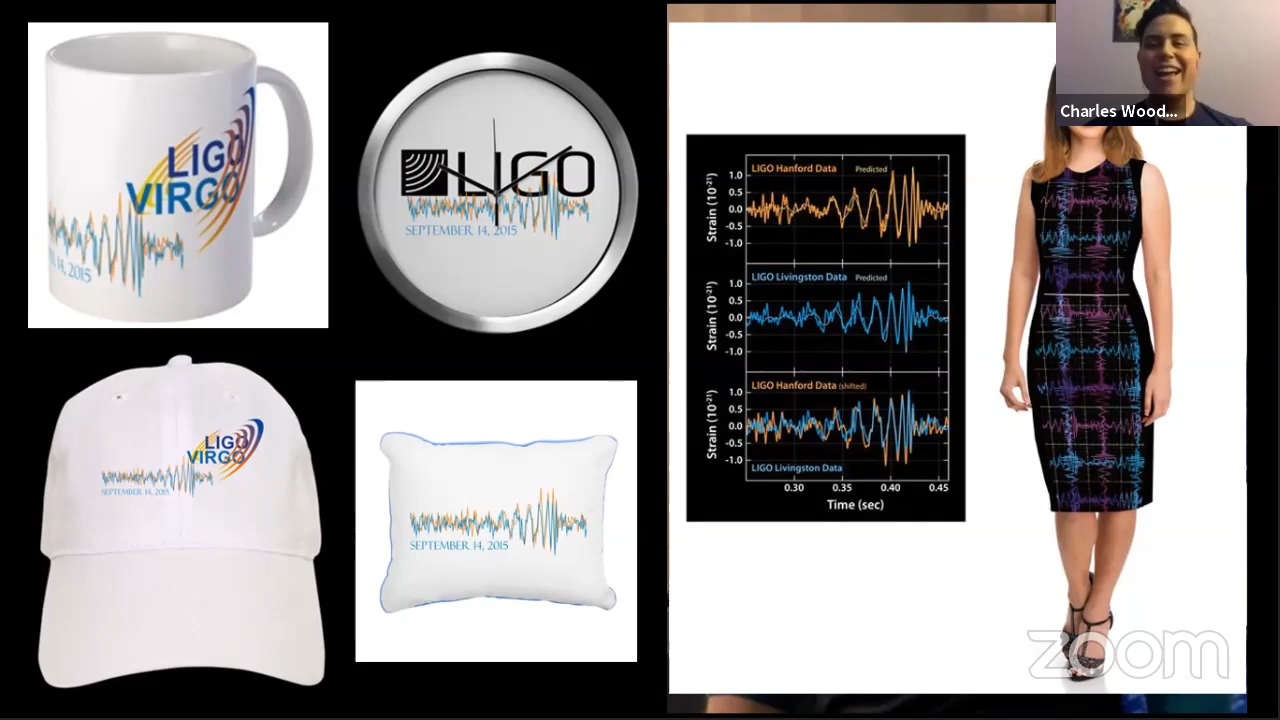 LIGO
VIRGO
14, 2015
LIGO
SEPTEMBER 14, 2015
LIGO
VIRGO
SEPTEMBER 14, 2015
SEPTEMBER 14, 2015
LIGO Hanford Data Predicted
1.0
0.5
0.0
-0.5
-1.0
Strain (10⁻²¹)
LIGO Livingston Data Predicted
1.0
0.5
0.0
-0.5
-1.0
Strain (10⁻²¹)
LIGO Hanford Data (shifted)
1.0
0.5
0.0
-0.5
-1.0
Strain (10⁻²¹)
LIGO Livingston Data
0.30 0.35 0.40 0.45
Time (sec)
Charles Wood...
zoom